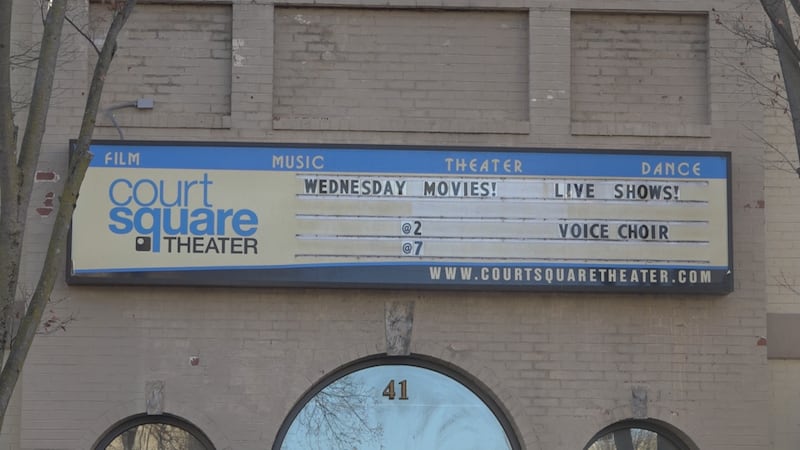 FILM MUSIC THEATER DANCE
court
square
THEATER
WEDNESDAY MOVIES! LIVE SHOWS!
@2 VOICE CHOIR
@7
WWW.COURTSQUARETHEATER.COM
41